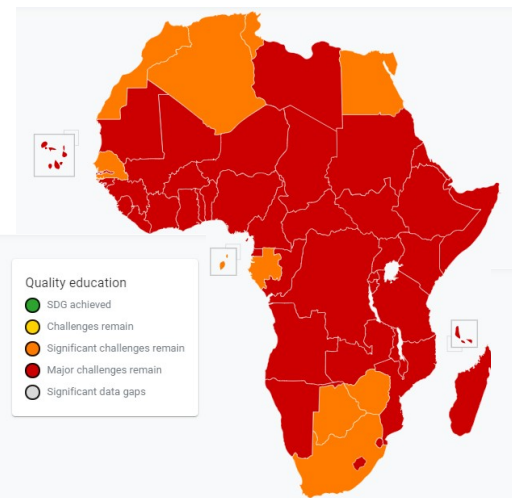 Quality education
SDG achieved
Challenges remain
Significant challenges remain
Major challenges remain
Significant data gaps